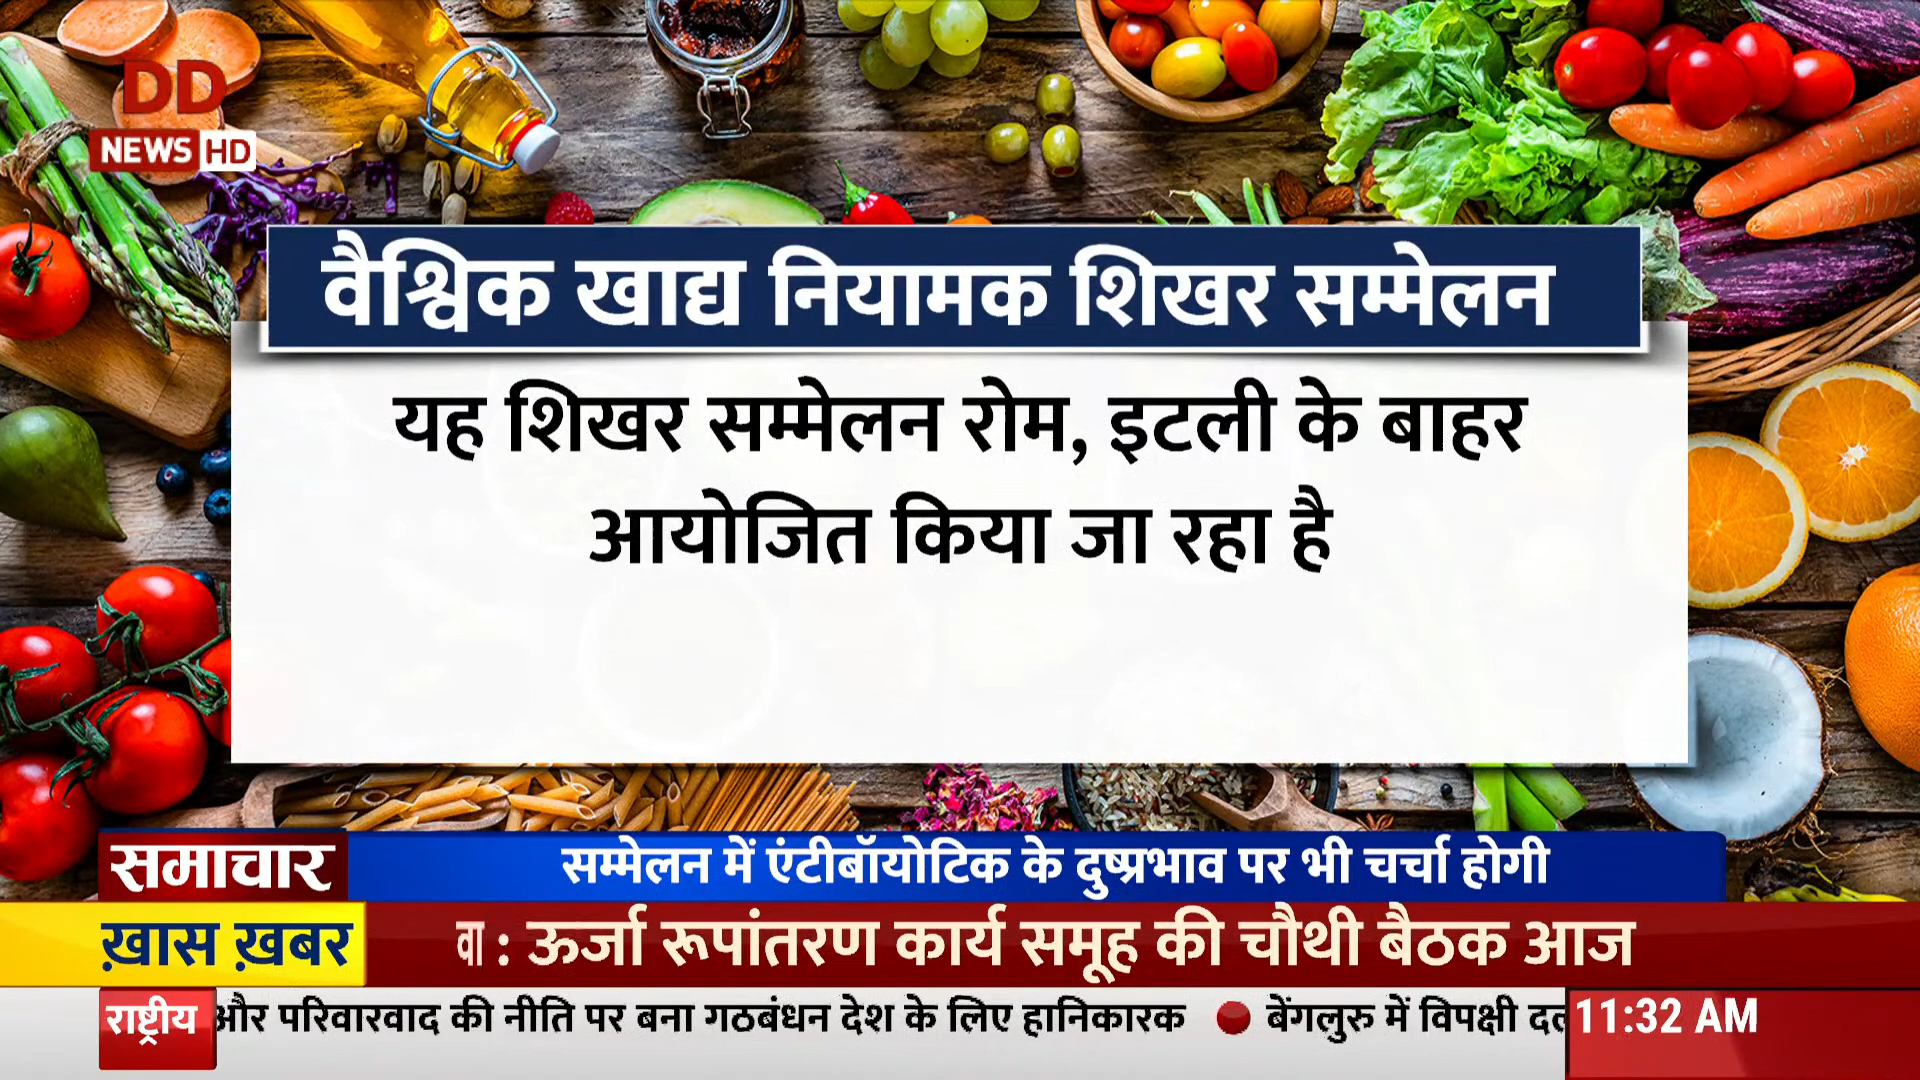 DD
NEWS HD
वैश्विक खाद्य नियामक शिखर सम्मेलन
यह शिखर सम्मेलन रोम, इटली के बाहर
आयोजित किया जा रहा है
समाचार
सम्मेलन में एंटीबॉयोटिक के दुष्प्रभाव पर भी चर्चा होगी
ख़ास ख़बर
वा : ऊर्जा रूपांतरण कार्य समूह की चौथी बैठक आज
राष्ट्रीय
और परिवारवाद की नीति पर बना गठबंधन देश के लिए हानिकारक ● बेंगलुरु में विपक्षी
11:32 AM